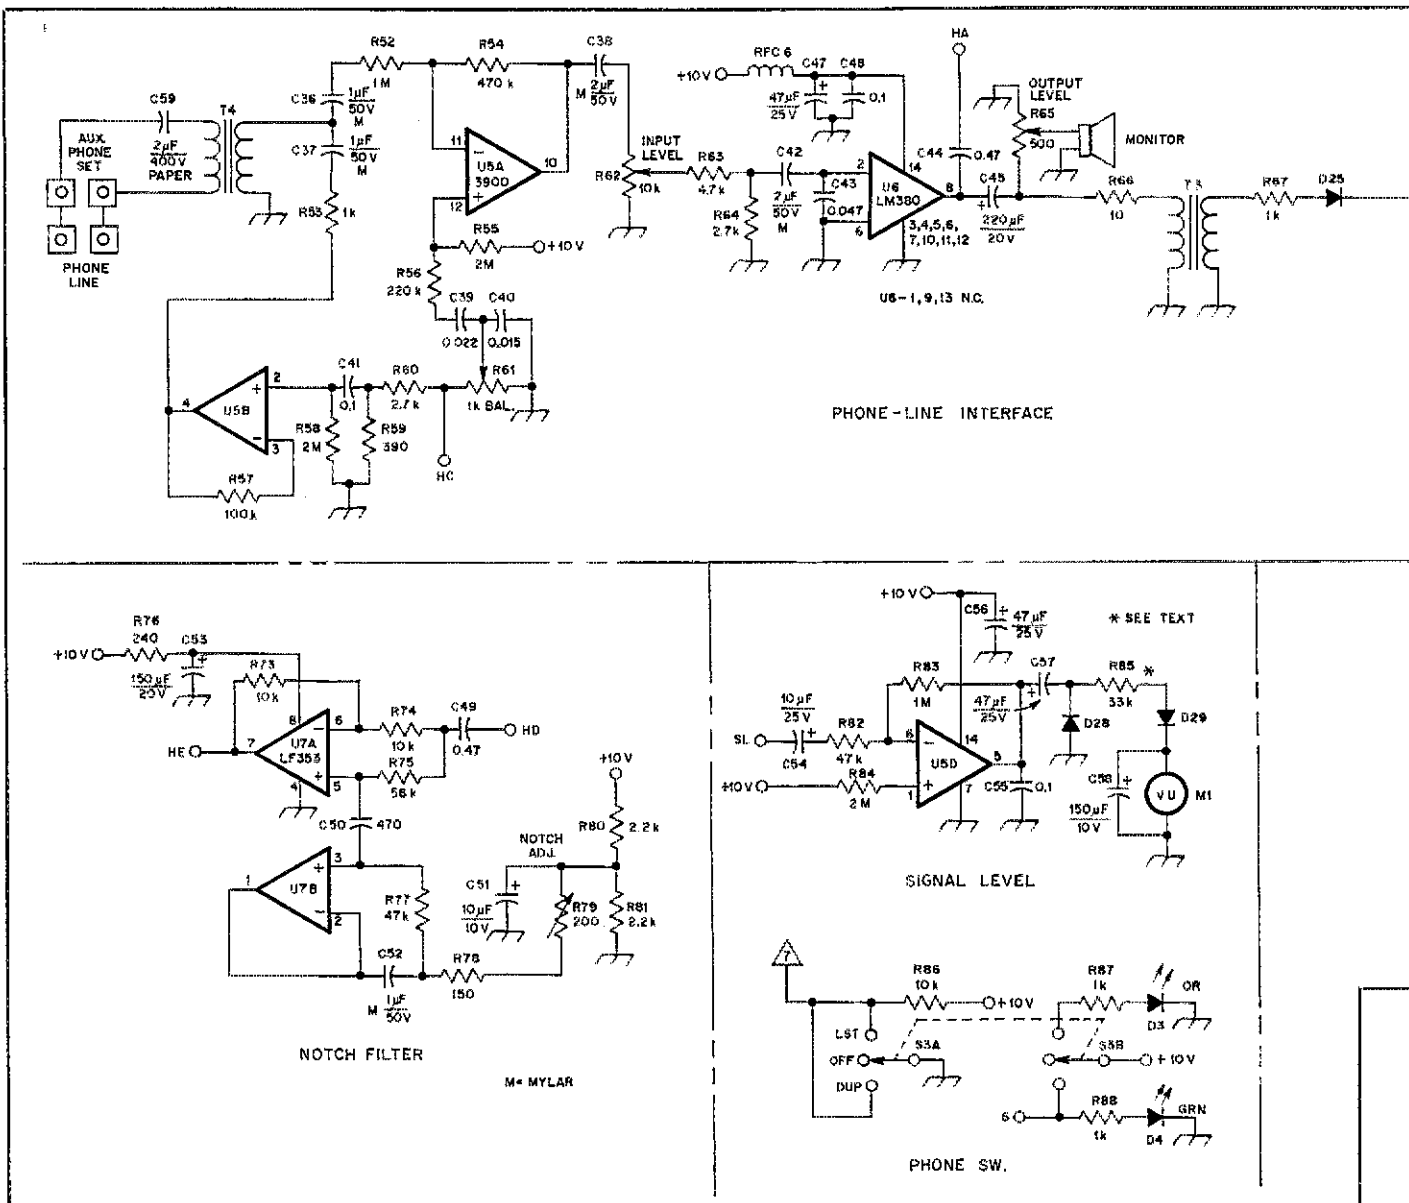 HA
R52
1M
R54
470 k
C38
M 2µF/50V
RFC 6
+10V
C47
47µF/25V
+
C48
0.1
OUTPUT LEVEL
R65
500
MONITOR
C59
2µF/400V
PAPER
T4
AUX. PHONE SET
PHONE LINE
C36
1µF/50V
M
C37
1µF/50V
M
R53
1k
11
−
U5A
3900
10
+
12
R55
2M
+10V
R56
220 k
C39
0.022
C40
0.015
INPUT LEVEL
R62
10k
R63
4.7k
R64
2.7k
C42
2µF/50V
M
C43
0.047
2
6
U6
LM380
14
8
3,4,5,6,
7,10,11,12
U6-1,9,13 N.C.
C44
0.47
C45
+
220µF/20V
R66
10
R67
1k
D25
4
U5B
2
+
−
3
R57
100k
R58
2M
C41
0.1
R59
390
R60
2.7k
R61
1k BAL.
HC
PHONE-LINE INTERFACE
R76
240
+10V
C53
+
150µF/20V
R73
10k
HE
7
8
6
−
U7A
LF353
+
4
5
R74
10k
R75
56k
C49
0.47
HD
C50
470
1
U7B
3
+
−
2
R77
47k
C52
M 1µF/50V
R78
150
NOTCH ADJ.
C51
+
10µF/10V
R79
200
+10V
R80
2.2k
R81
2.2k
NOTCH FILTER
M= MYLAR
+10V
C56
+
47µF/25V
* SEE TEXT
SL
10µF/25V
+
C54
R82
47k
R83
1M
R84
2M
+10V
6
−
U5D
+
1
14
5
7
C55
0.1
C57
47µF/25V
+
D28
R85
*
33k
D29
C58
+
150µF/10V
VU
M1
SIGNAL LEVEL
7
R86
10k
+10V
LST
OFF
DUP
S3A
R87
1k
OR
D3
S3B
+10V
6
R88
1k
GRN
D4
PHONE SW.